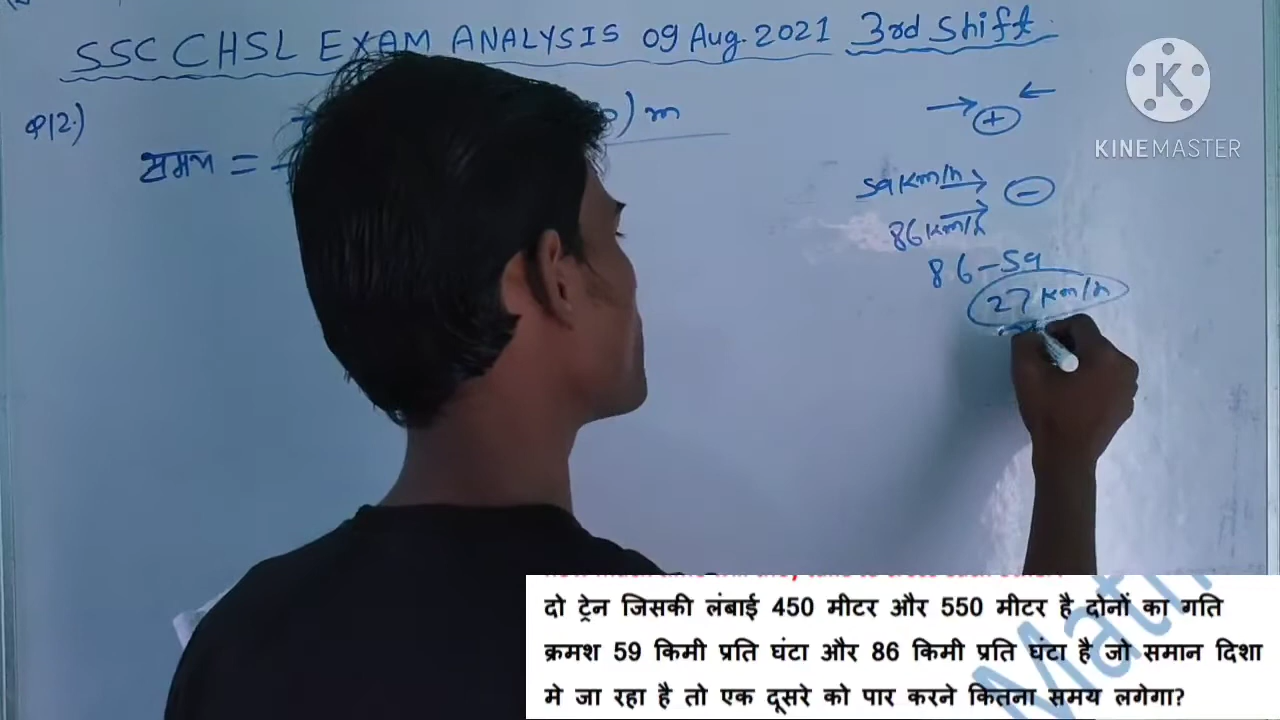 SSC CHSL EXAM ANALYSIS 09 Aug. 2021 3rd Shift
KINEMASTER
Q12.)
) m
समय =
+
59 km/h −
86 km/h
86-59
27 km/h
दो ट्रेन जिसकी लंबाई 450 मीटर और 550 मीटर है दोनों का गति
क्रमश 59 किमी प्रति घंटा और 86 किमी प्रति घंटा है जो समान दिशा
मे जा रहा है तो एक दूसरे को पार करने कितना समय लगेगा?